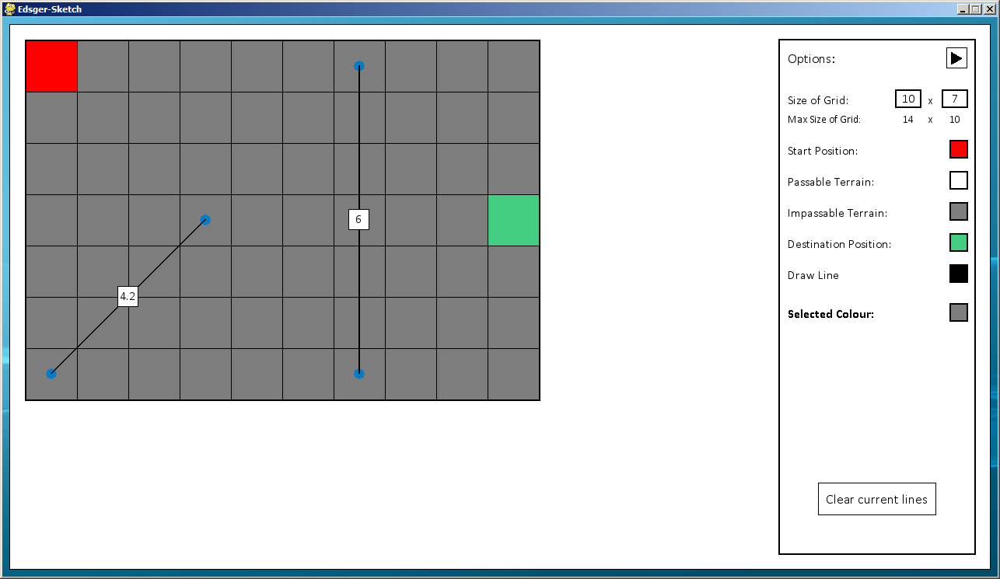 Edsger-Sketch
Options:
Size of Grid: 10 x 7
Max Size of Grid: 14 x 10
Start Position:
Passable Terrain:
Impassable Terrain:
Destination Position:
Draw Line
Selected Colour:
6
4.2
Clear current lines